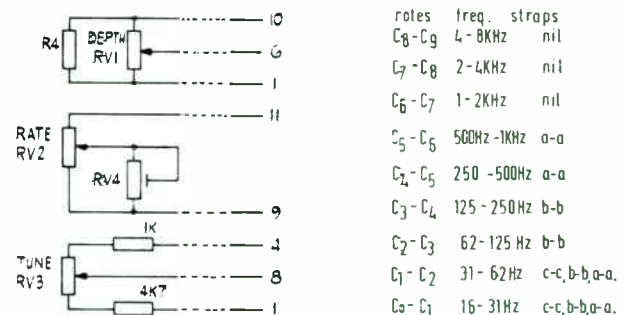 10
R4 DEPTH RV1 6
1
11
RATE RV2
RV4
9
1K
4
TUNE RV3 8
4K7
1
notes freq. straps
C8-C9 4-8KHz nil
C7-C8 2-4KHz nil
C6-C7 1-2KHz nil
C5-C6 500Hz-1KHz a-a
C4-C5 250-500Hz a-a
C3-C4 125-250Hz b-b
C2-C3 62-125Hz b-b
C1-C2 31-62Hz c-c,b-b,a-a.
C0-C1 16-31Hz c-c,b-b,a-a.